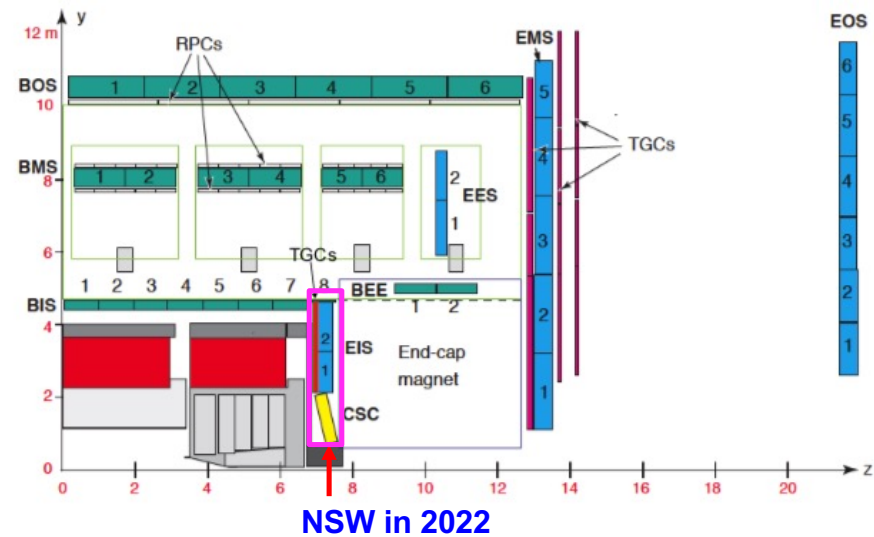 y
12 m
RPCs
EMS
EOS
BOS
1 2 3 4 5 6
10
TGCs
BMS
8
1 2 3 4 5 6
2
1
EES
6
TGCs
1 2 3 4 5 6 7 8
BEE
1 2
BIS
4
2
1
EIS
End-cap
magnet
2
CSC
0
5
4
3
2
1
6
5
4
3
2
1
0 2 4 6 8 10 12 14 16 18 20
z
NSW in 2022